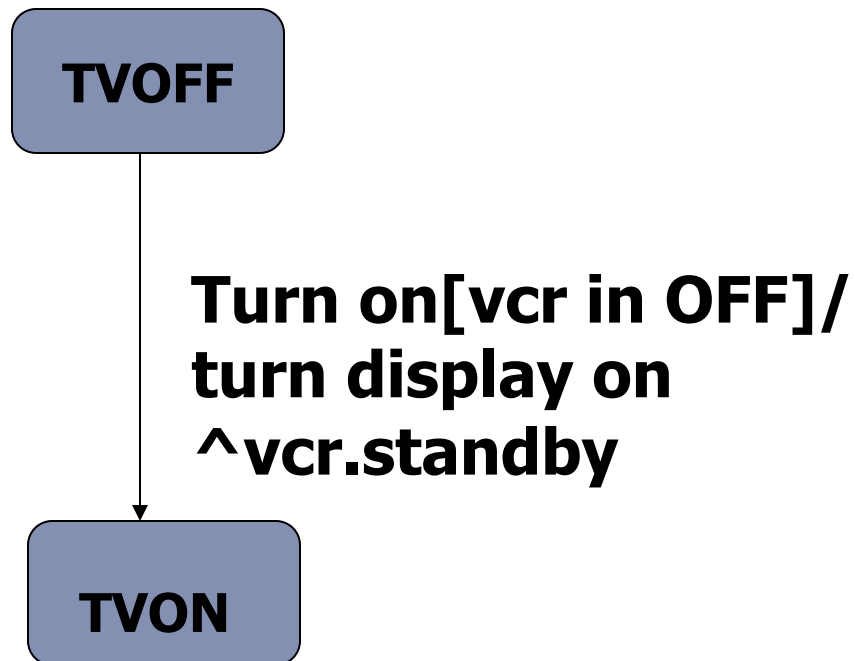 TVOFF
Turn on[vcr in OFF]/
turn display on
^vcr.standby
TVON